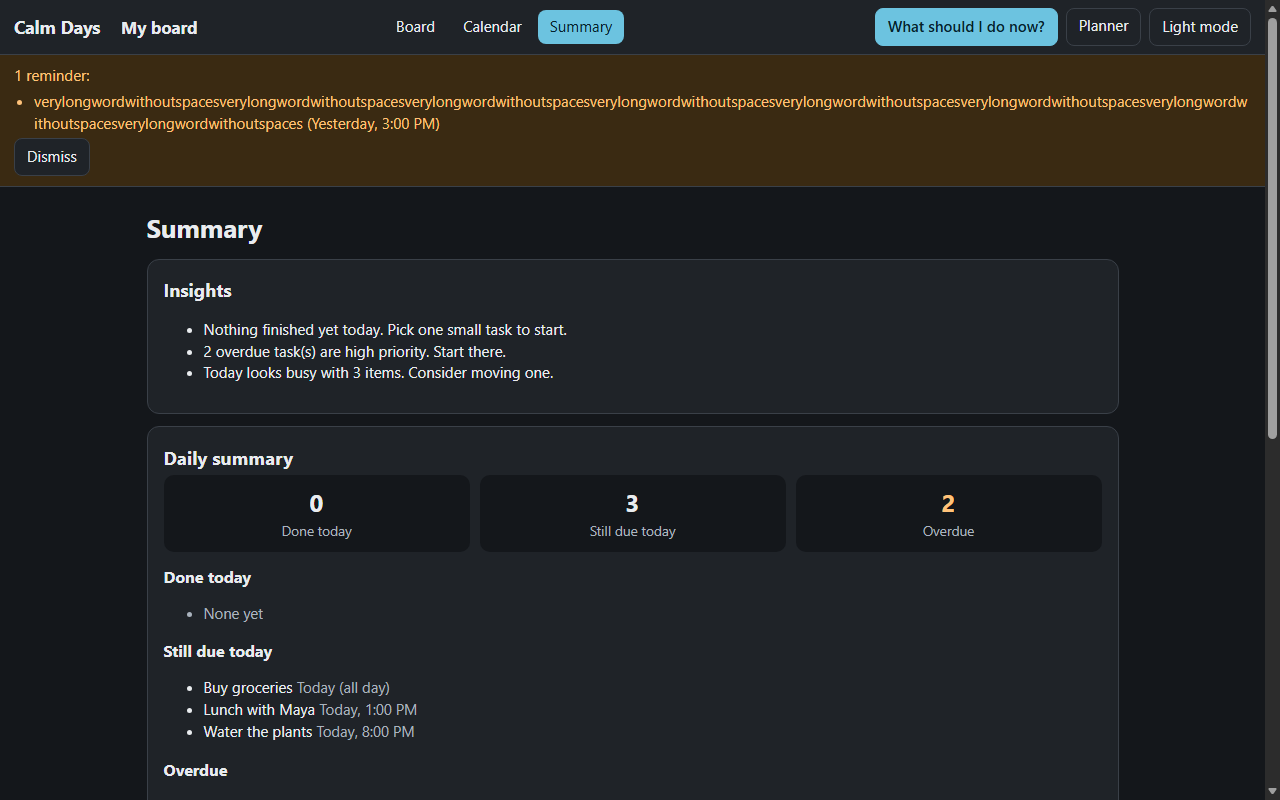 Calm Days My board Board Calendar Summary What should I do now? Planner Light mode
1 reminder:
verylongwordwithoutspacesverylongwordwithoutspacesverylongwordwithoutspacesverylongwordwithoutspacesverylongwordwithoutspacesverylongwordwithoutspacesverylongwordw
ithoutspacesverylongwordwithoutspaces (Yesterday, 3:00 PM)
Dismiss
Summary
Insights
Nothing finished yet today. Pick one small task to start.
2 overdue task(s) are high priority. Start there.
Today looks busy with 3 items. Consider moving one.
Daily summary
0 3 2
Done today Still due today Overdue
Done today
None yet
Still due today
Buy groceries Today (all day)
Lunch with Maya Today, 1:00 PM
Water the plants Today, 8:00 PM
Overdue